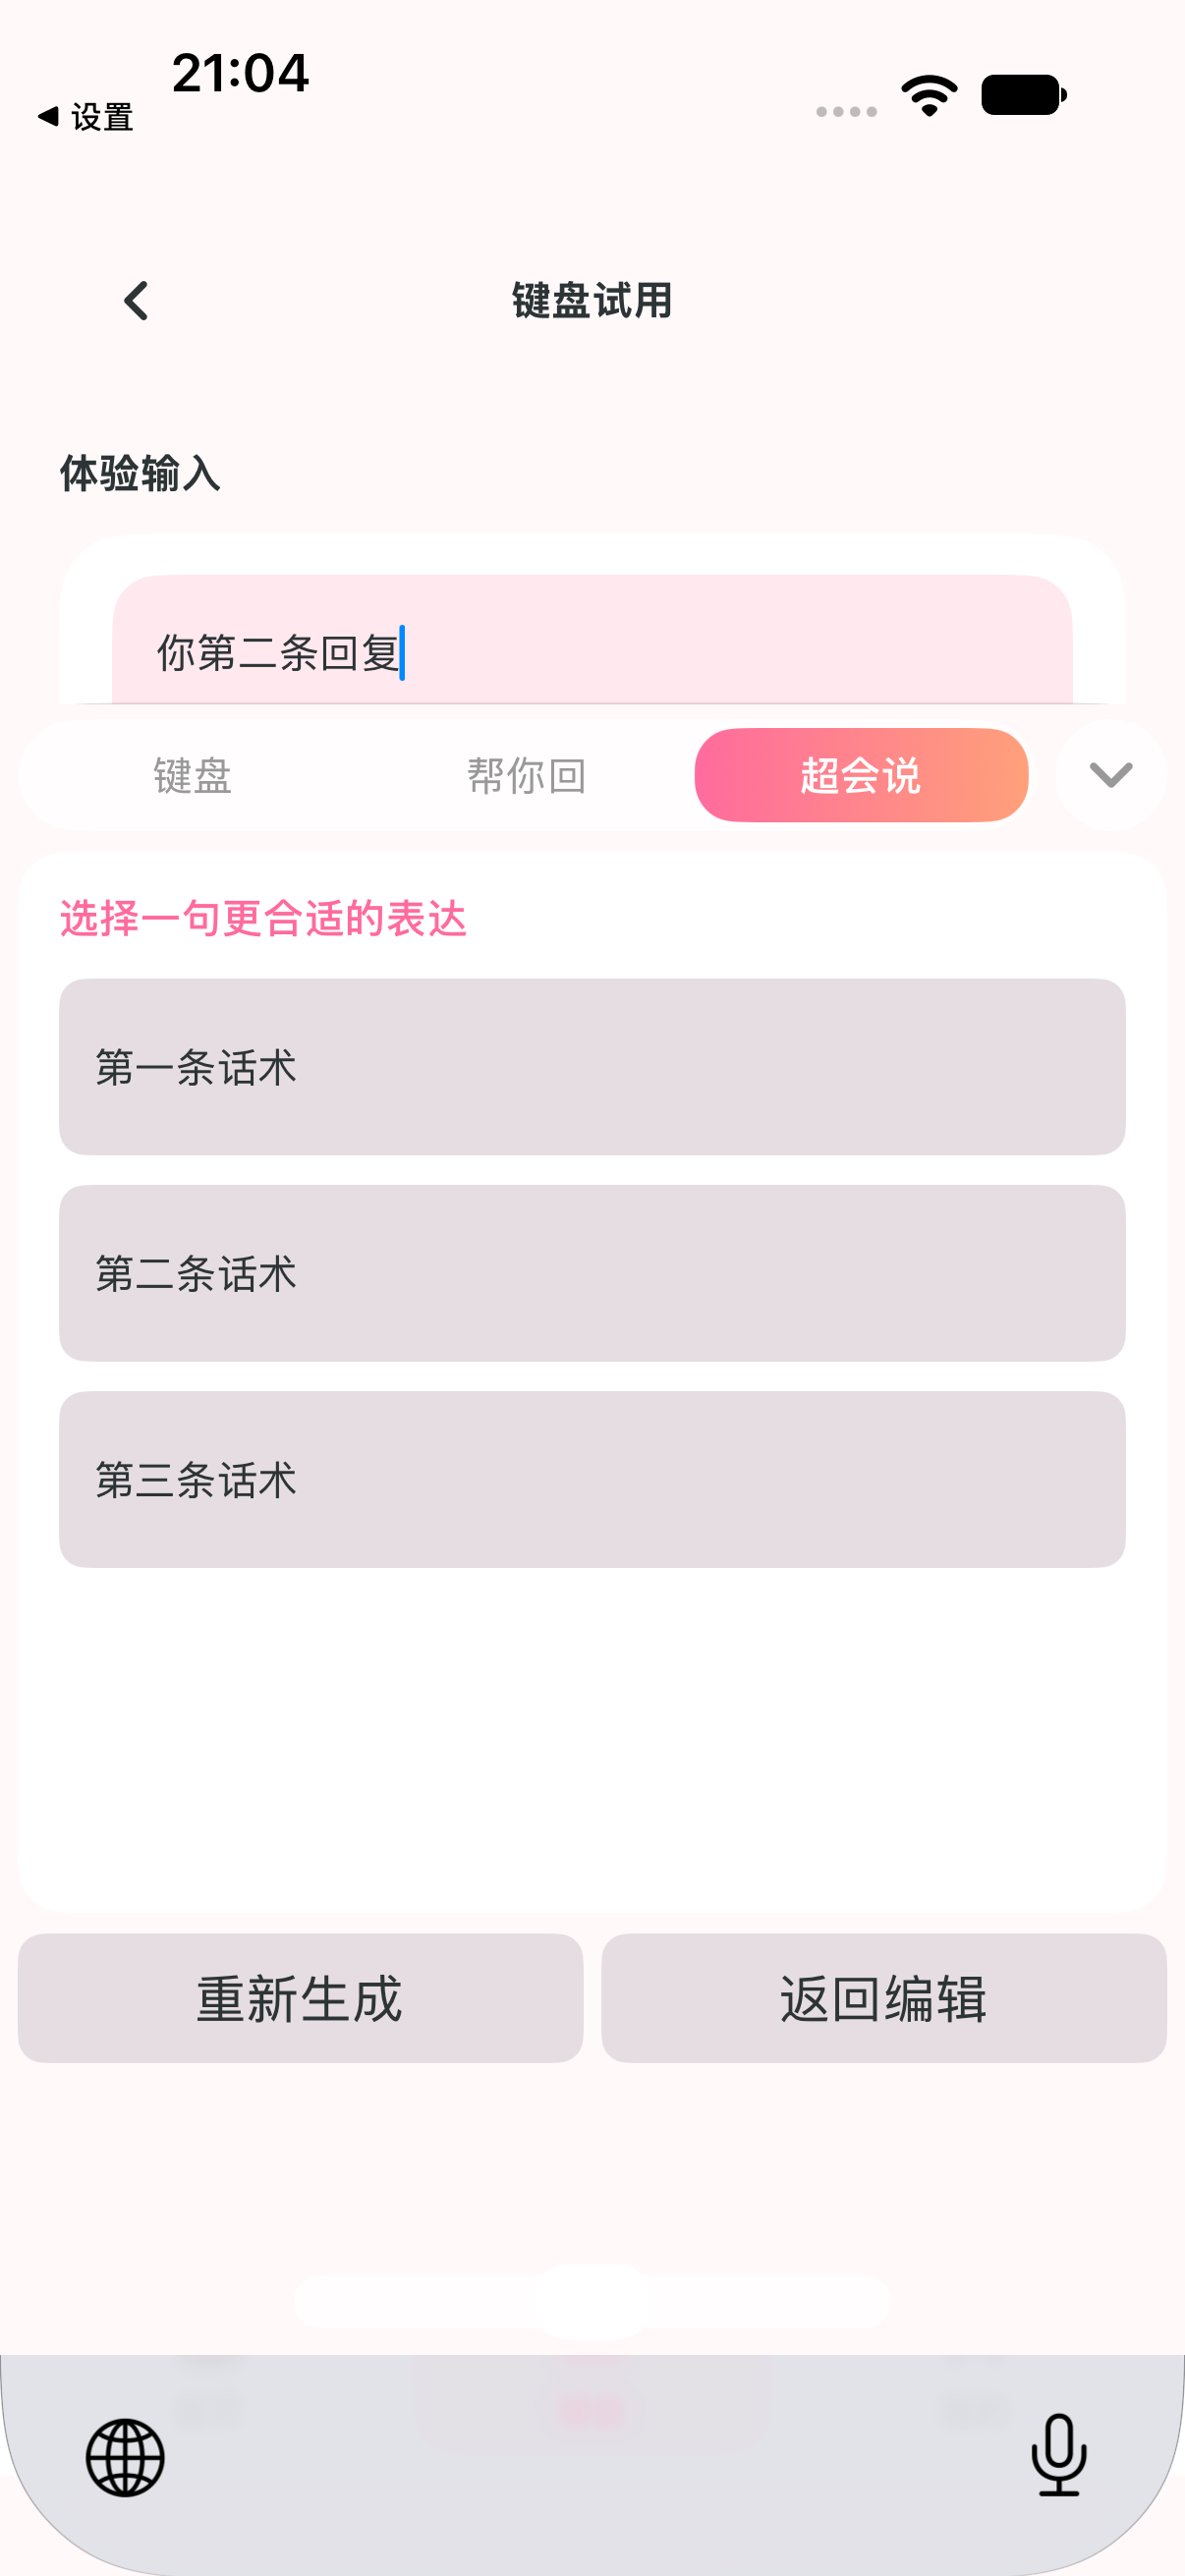 21:04
设置
键盘试用
体验输入
你第二条回复
键盘 帮你回 超会说
选择一句更合适的表达
第一条话术
第二条话术
第三条话术
重新生成 返回编辑